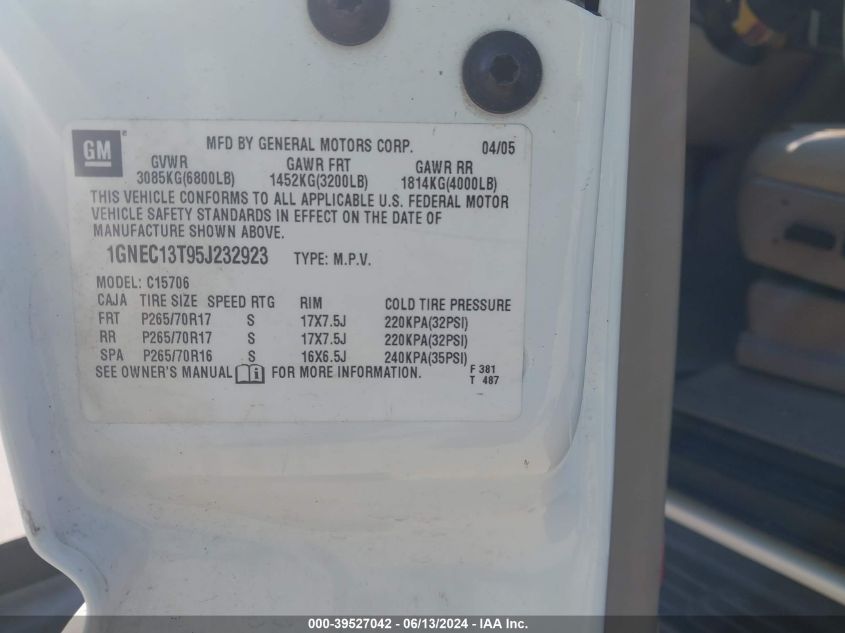 GM
MFD BY GENERAL MOTORS CORP. 04/05
GVWR GAWR FRT GAWR RR
3085KG(6800LB) 1452KG(3200LB) 1814KG(4000LB)
THIS VEHICLE CONFORMS TO ALL APPLICABLE U.S. FEDERAL MOTOR
VEHICLE SAFETY STANDARDS IN EFFECT ON THE DATE OF
MANUFACTURE SHOWN ABOVE.
1GNEC13T95J232923 TYPE: M.P.V.
MODEL: C15706
CAJA TIRE SIZE SPEED RTG RIM COLD TIRE PRESSURE
FRT P265/70R17 S 17X7.5J 220KPA(32PSI)
RR P265/70R17 S 17X7.5J 220KPA(32PSI)
SPA P265/70R16 S 16X6.5J 240KPA(35PSI)
SEE OWNER'S MANUAL i FOR MORE INFORMATION. F 381
T 487
000-39527042 - 06/13/2024 - IAA Inc.